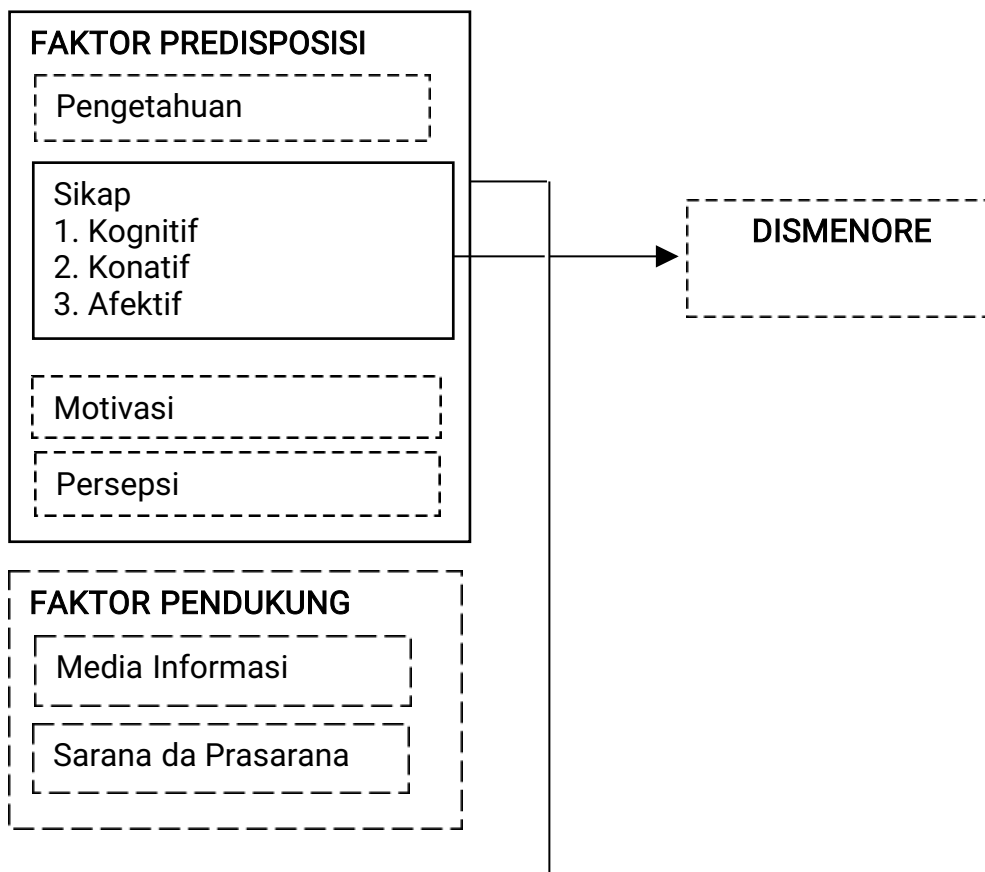 FAKTOR PREDISPOSISI
Pengetahuan
Sikap
1. Kognitif
2. Konatif
3. Afektif
Motivasi
Persepsi
FAKTOR PENDUKUNG
Media Informasi
Sarana da Prasarana
DISMENORE